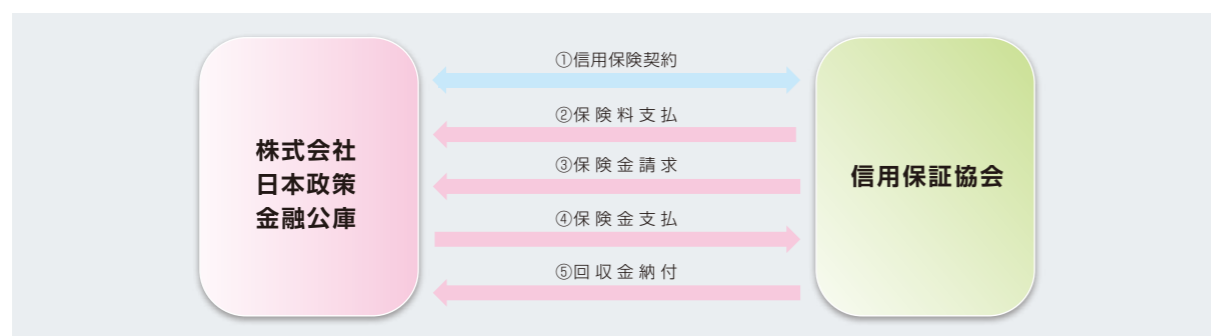 株式会社
日本政策
金融公庫
①信用保険契約
②保険料支払
③保険金請求
④保険金支払
⑤回収金納付
信用保証協会